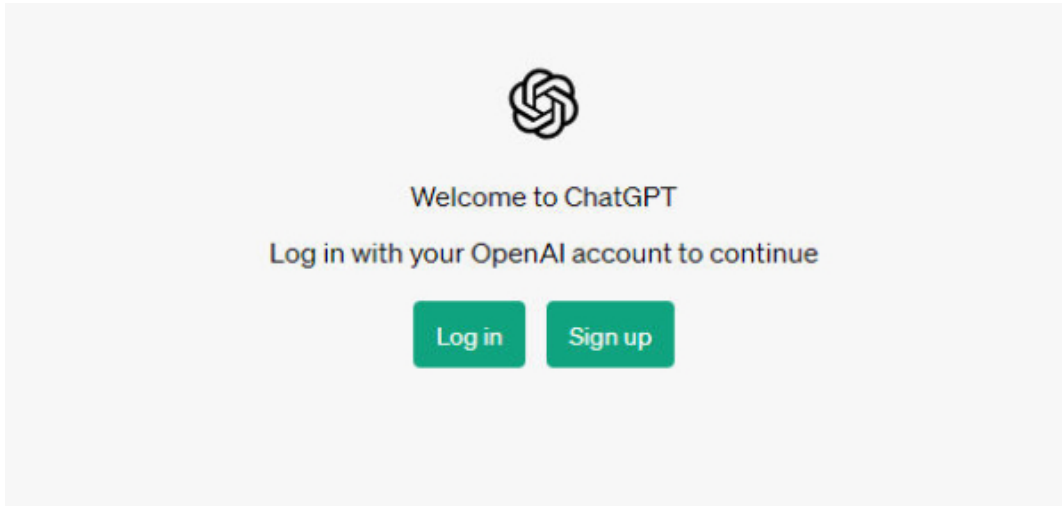 Welcome to ChatGPT
Log in with your OpenAI account to continue
Log in
Sign up